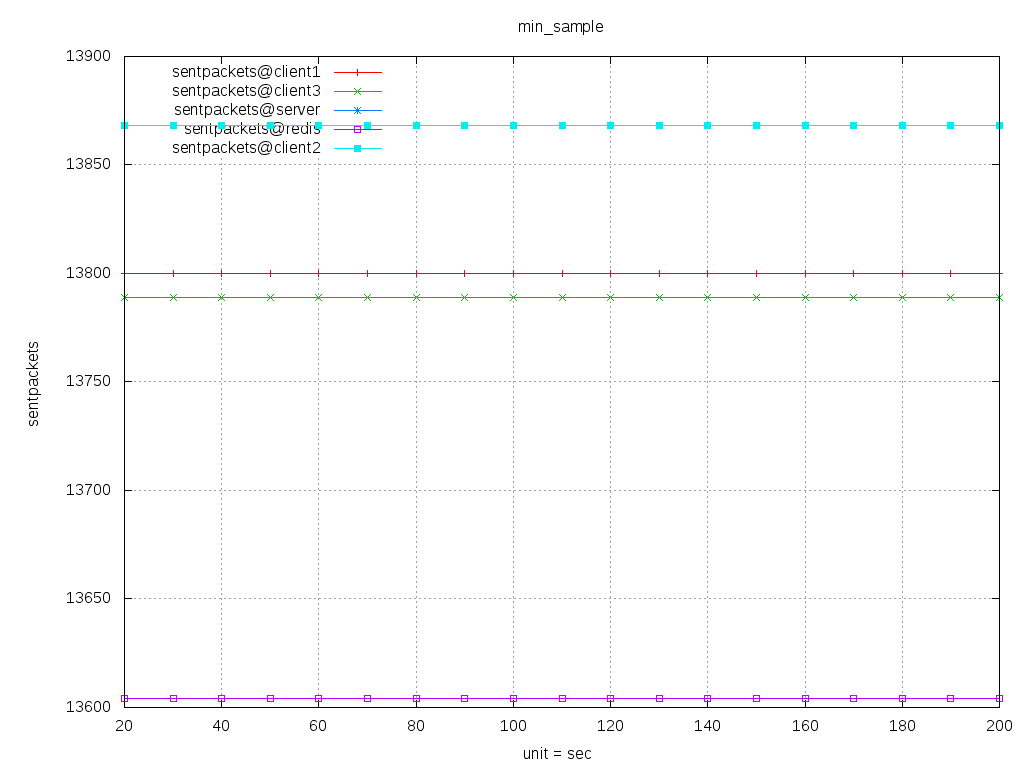 min_sample
13900
sentpackets@client1
sentpackets@client3
sentpackets@server
sentpackets@redis
sentpackets@client2
13850
13800
13750
sentpackets
13700
13650
13600
20 40 60 80 100 120 140 160 180 200
unit = sec